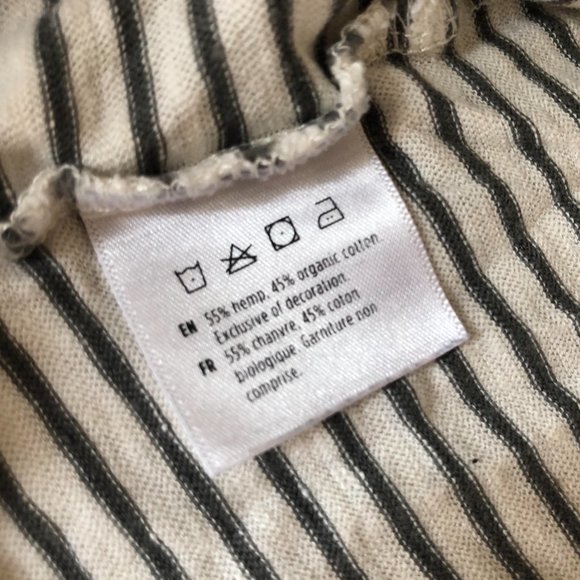 EN 55% hemp, 45% organic cotton.
Exclusive of decoration.
FR 55% chanvre, 45% coton
biologique. Garniture non
comprise.